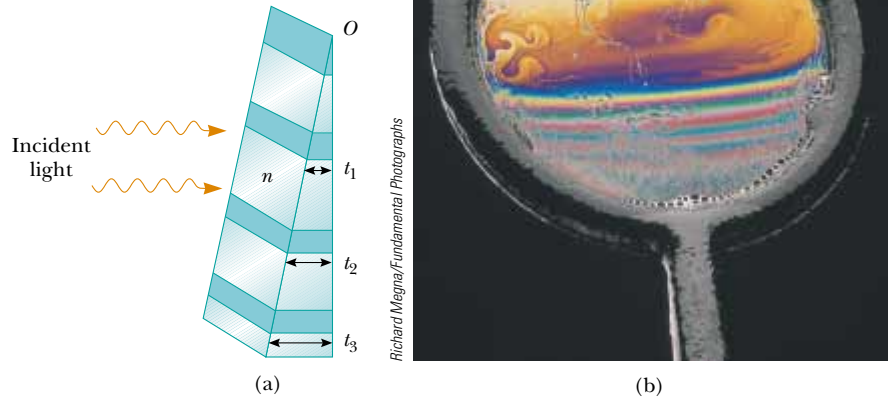 O
Incident
light
n
t1
t2
t3
(a)
Richard Megna/Fundamental Photographs
(b)